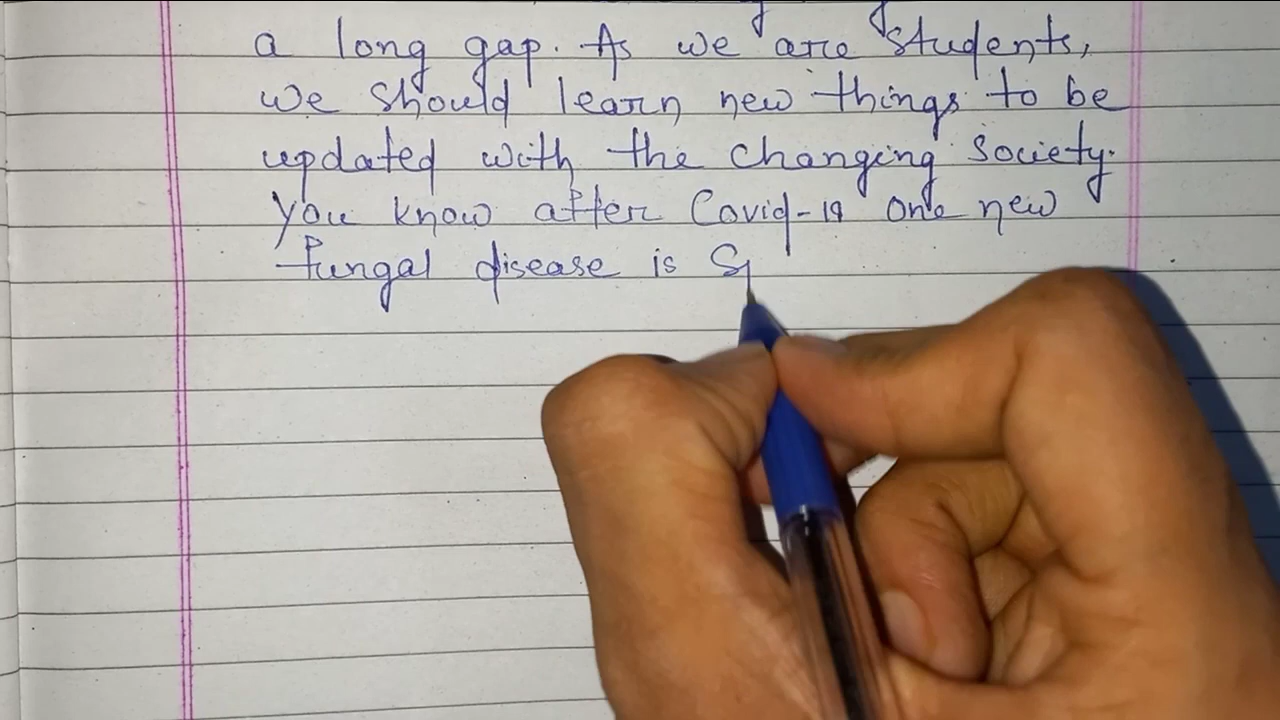 a long gap. As we are students,
we should learn new things to be
updated with the changing society.
You know after Covid-19 one new
fungal disease is